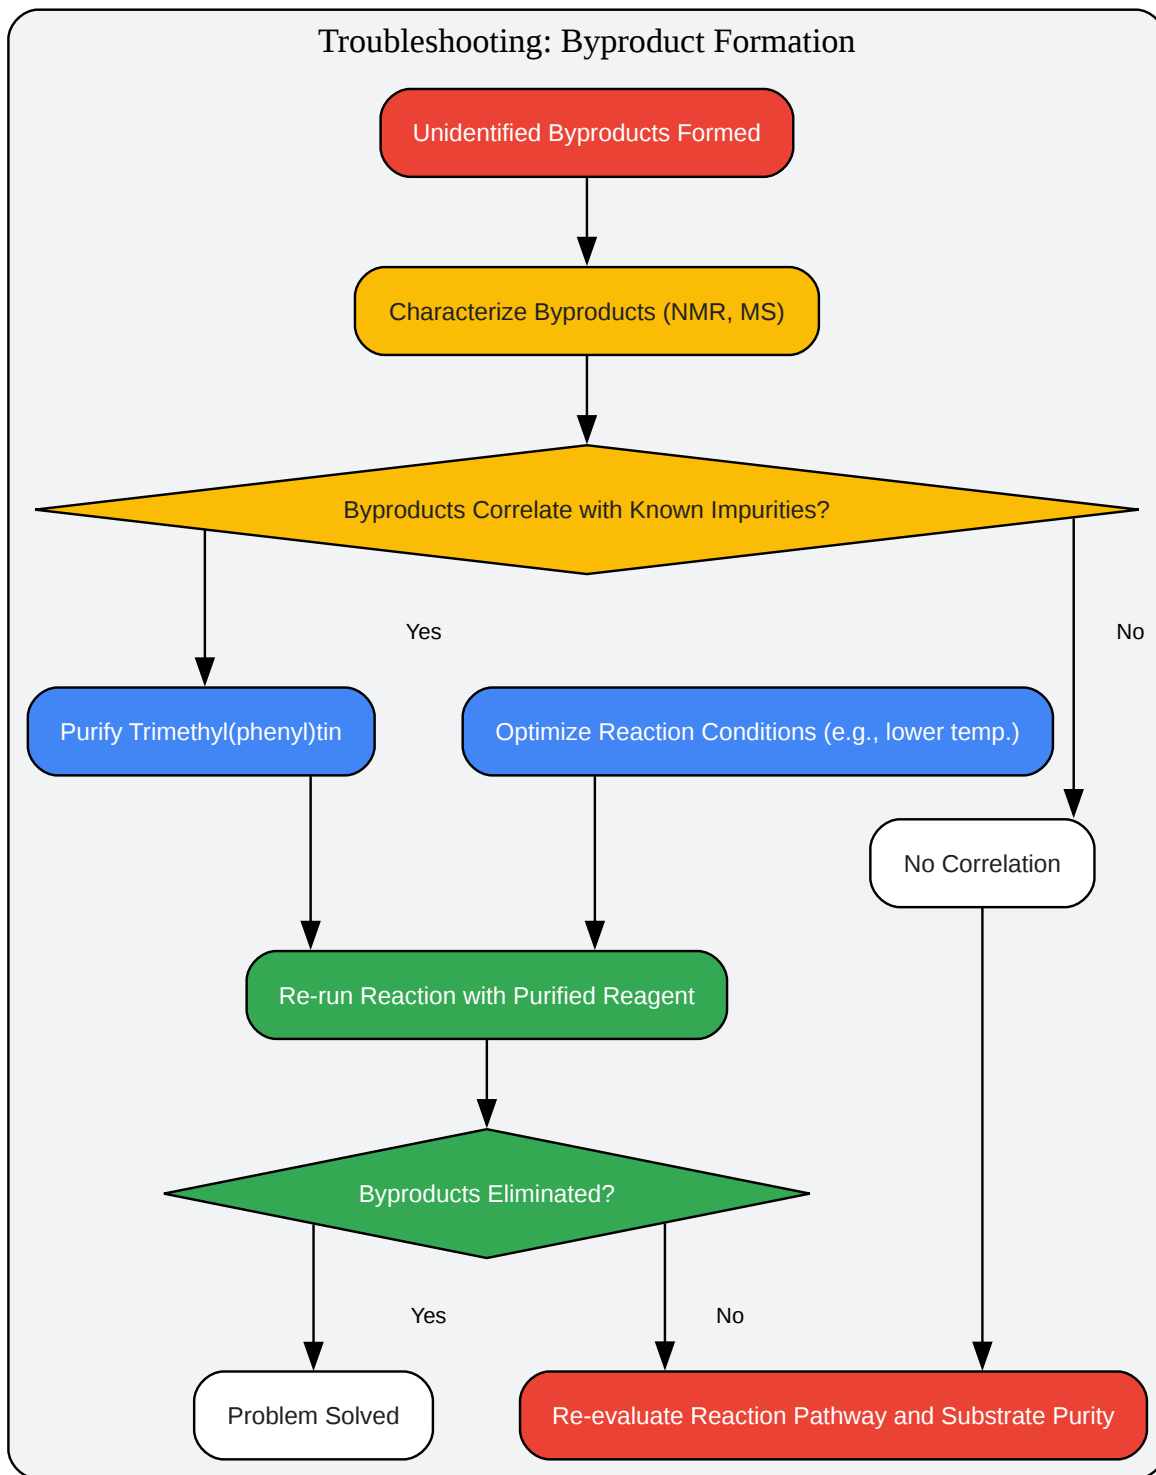 Troubleshooting: Byproduct Formation
Unidentified Byproducts Formed
Characterize Byproducts (NMR, MS)
Byproducts Correlate with Known Impurities?
Yes
No
Purify Trimethyl(phenyl)tin
Optimize Reaction Conditions (e.g., lower temp.)
No Correlation
Re-run Reaction with Purified Reagent
Byproducts Eliminated?
Yes
No
Problem Solved
Re-evaluate Reaction Pathway and Substrate Purity